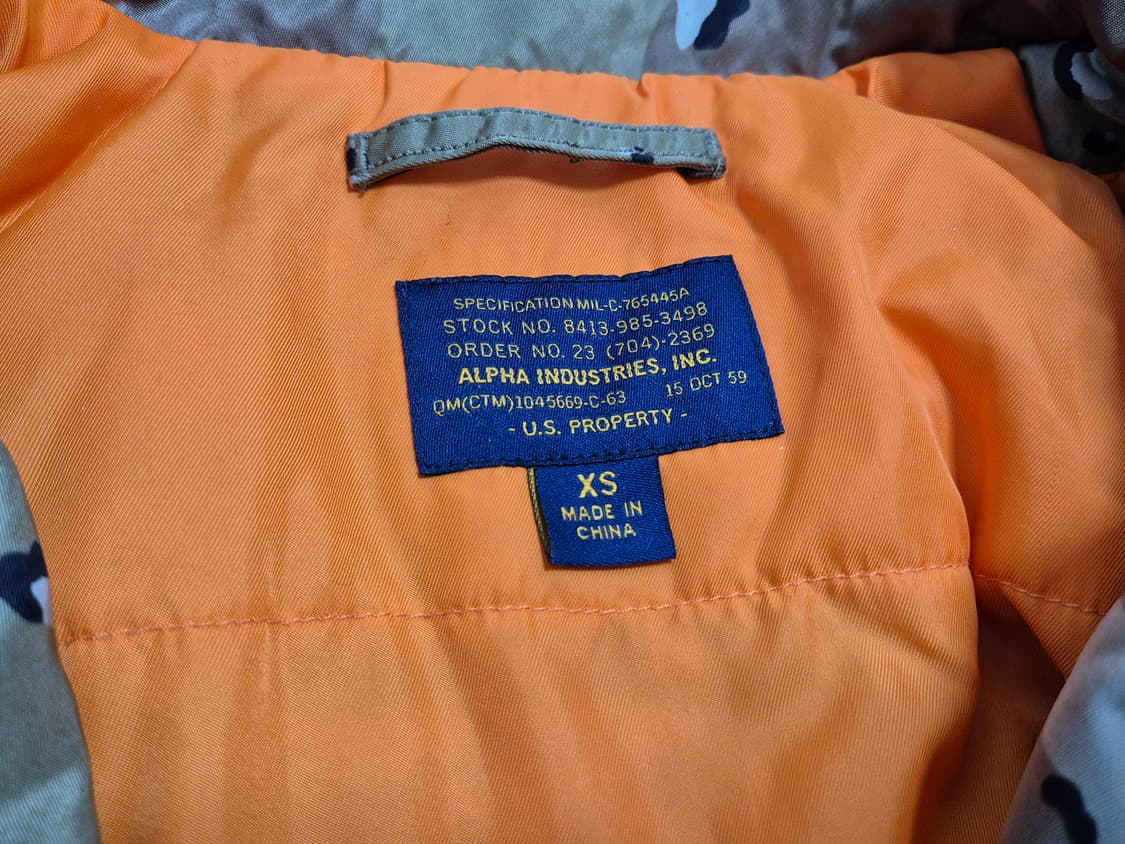 SPECIFICATION MIL-C-765445A
STOCK NO. 8413-985-3498
ORDER NO. 23 (704)-2369
ALPHA INDUSTRIES, INC.
QM(CTM)1045669-C-63 15 OCT 59
- U.S. PROPERTY -
XS
MADE IN
CHINA